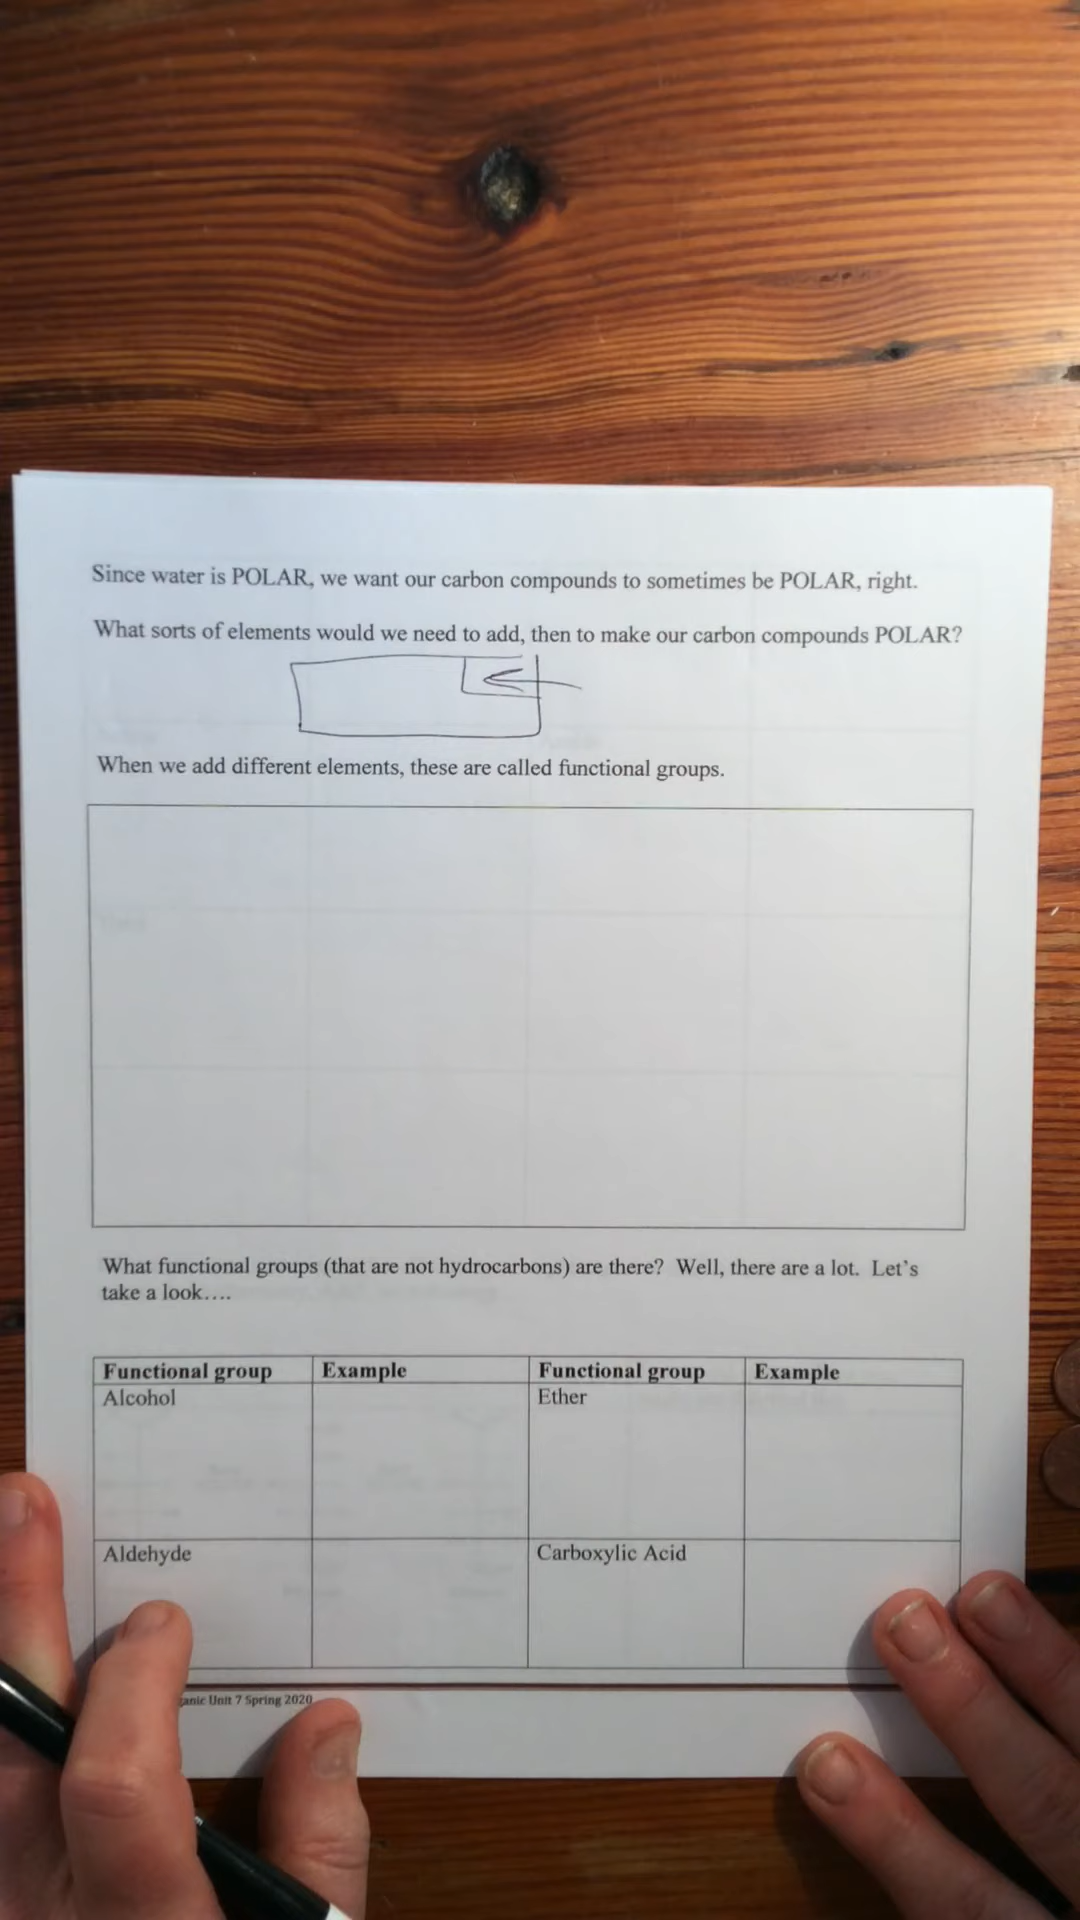 Since water is POLAR, we want our carbon compounds to sometimes be POLAR, right.
What sorts of elements would we need to add, then to make our carbon compounds POLAR?
When we add different elements, these are called functional groups.
What functional groups (that are not hydrocarbons) are there? Well, there are a lot. Let's
take a look….
Functional group Example Functional group Example
Alcohol Ether
Aldehyde Carboxylic Acid
Unit 7 Spring 2020